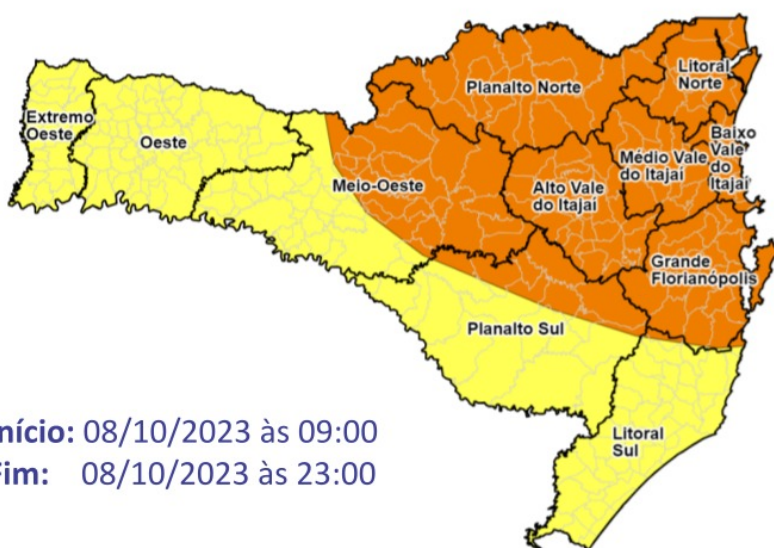 Planalto Norte
Litoral
Norte
Extremo
Oeste
Oeste
Meio-Oeste
Alto Vale
do Itajaí
Médio Vale
do Itajaí
Baixo
Vale
do
Itajaí
Grande
Florianópolis
Planalto Sul
Litoral
Sul
nício: 08/10/2023 às 09:00
Fim: 08/10/2023 às 23:00